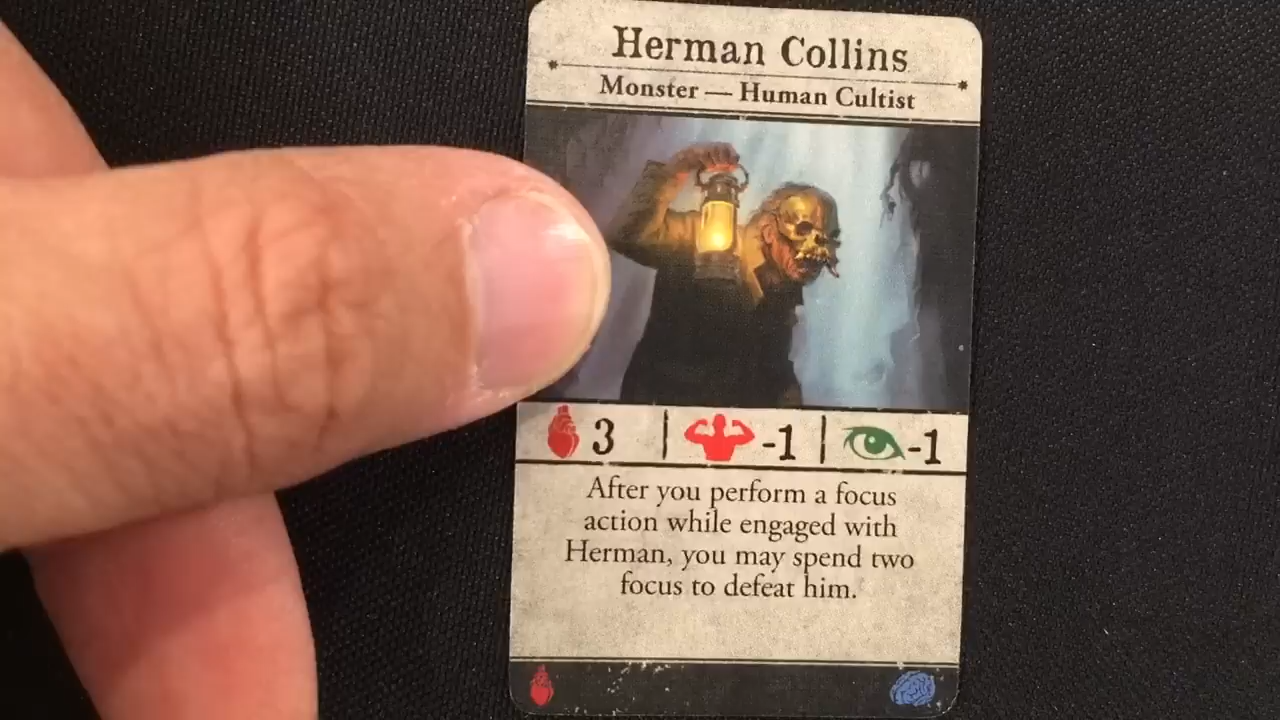 Herman Collins
Monster — Human Cultist
3 -1 -1
After you perform a focus
action while engaged with
Herman, you may spend two
focus to defeat him.